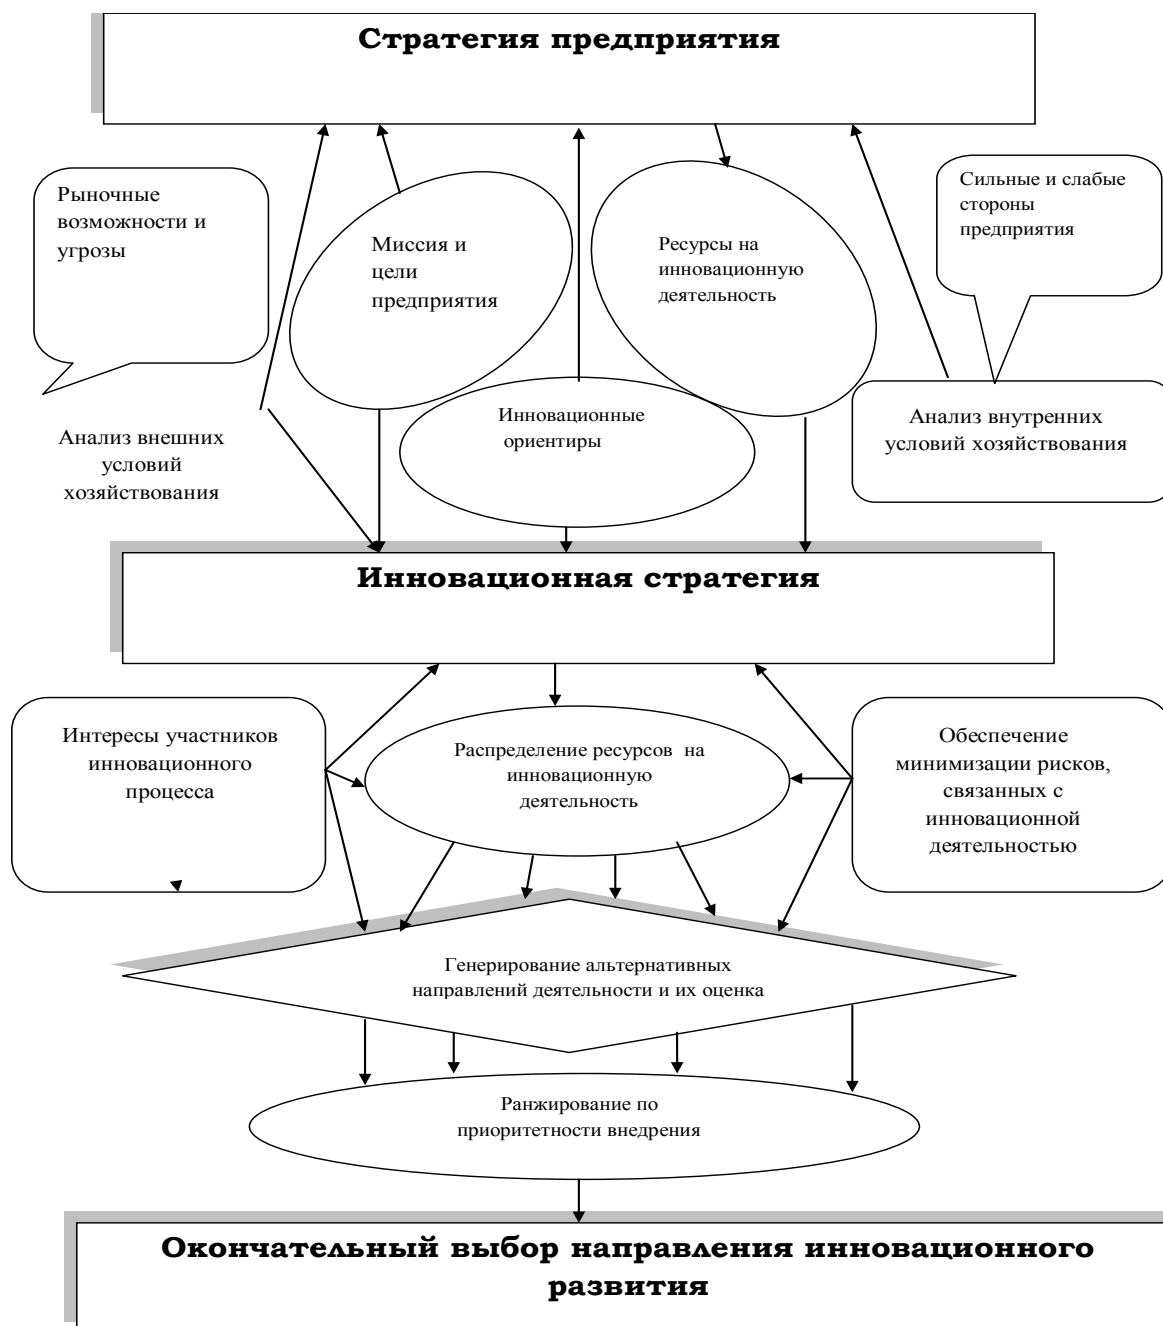 Стратегия предприятия
Рыночные
возможности и
угрозы
Миссия и
цели
предприятия
Ресурсы на
инновационную
деятельность
Сильные и слабые
стороны
предприятия
Анализ внешних
условий
хозяйствования
Инновационные
ориентиры
Анализ внутренних
условий хозяйствования
Инновационная стратегия
Интересы участников
инновационного
процесса
Распределение ресурсов на
инновационную
деятельность
Обеспечение
минимизации рисков,
связанных с
инновационной
деятельностью
Генерирование альтернативных
направлений деятельности и их оценка
Ранжирование по
приоритетности внедрения
Окончательный выбор направления инновационного
развития